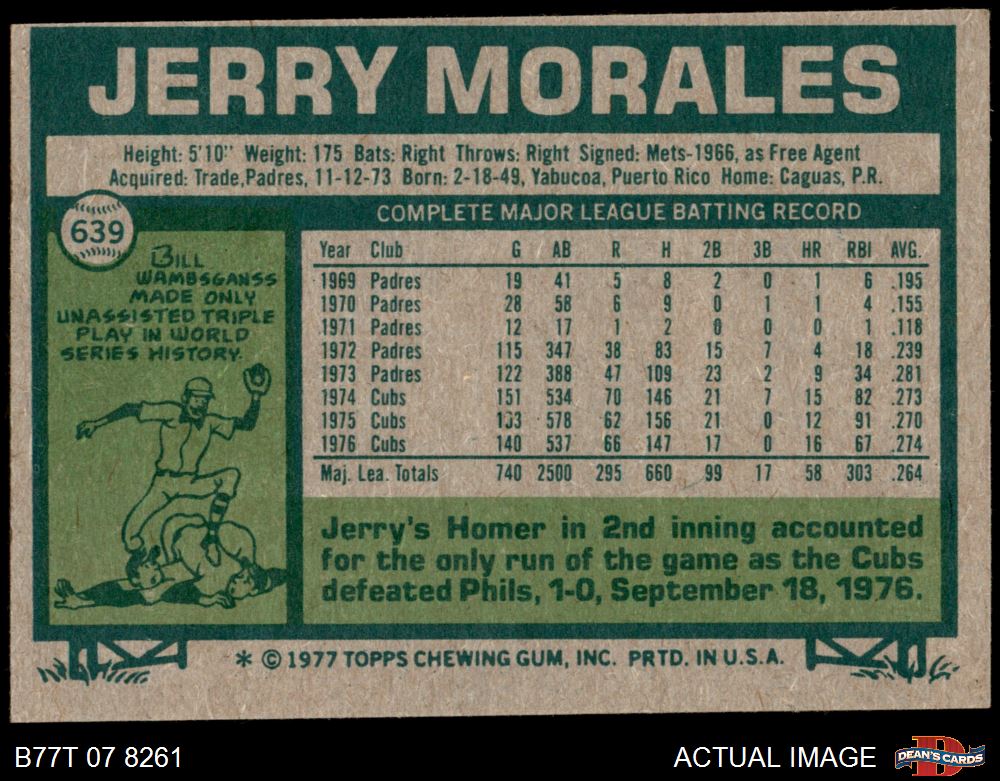 JERRY MORALES
Height: 5'10" Weight: 175 Bats: Right Throws: Right Signed: Mets-1966, as Free Agent
Acquired: Trade, Padres, 11-12-73 Born: 2-18-49, Yabucoa, Puerto Rico Home: Caguas, P.R.
639
BILL
WAMBSGANSS
MADE ONLY
UNASSISTED TRIPLE
PLAY IN WORLD
SERIES HISTORY.
COMPLETE MAJOR LEAGUE BATTING RECORD
Year Club G AB R H 2B 3B HR RBI AVG.
1969 Padres 19 41 5 8 2 0 1 6 .195
1970 Padres 28 58 6 9 0 1 1 4 .155
1971 Padres 12 17 1 2 0 0 0 1 .118
1972 Padres 115 347 38 83 15 7 4 18 .239
1973 Padres 122 388 47 109 23 2 9 34 .281
1974 Cubs 151 534 70 146 21 7 15 82 .273
1975 Cubs 153 578 62 156 21 0 12 91 .270
1976 Cubs 140 537 66 147 17 0 16 67 .274
Maj. Lea. Totals 740 2500 295 660 99 17 58 303 .264
Jerry's Homer in 2nd inning accounted
for the only run of the game as the Cubs
defeated Phils, 1-0, September 18, 1976.
* © 1977 TOPPS CHEWING GUM, INC. PRTD. IN U.S.A.
B77T 07 8261
ACTUAL IMAGE
D
DEAN'S CARDS